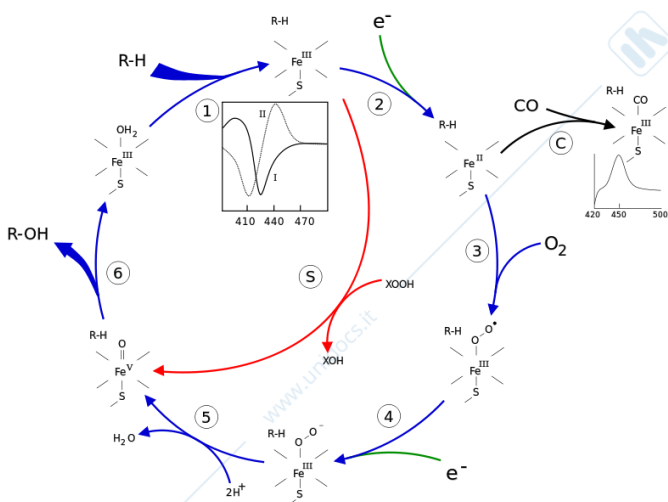 R-H
e⁻
R-H
Fe III
S
1
2
II
I
410 440 470
OH₂
Fe III
S
R-H
Fe II
S
CO
C
R-H
CO
Fe III
S
420 450 500
3
O₂
R-OH
6
S
XOOH
XOH
R-H
O
Fe V
S
R-H
O
O•
Fe III
S
5
4
H₂O
2H⁺
R-H
O
O⁻
Fe III
S
e⁻
www.unidocs.it